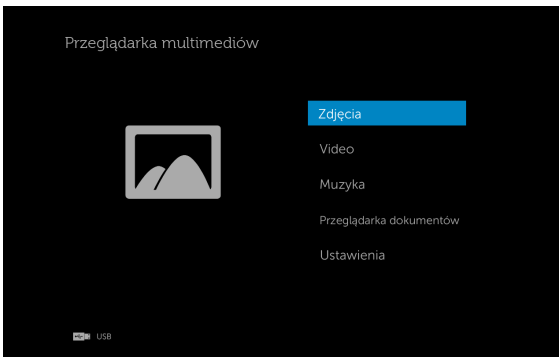 Przeglądarka multimediów
Zdjęcia
Video
Muzyka
Przeglądarka dokumentów
Ustawienia
USB